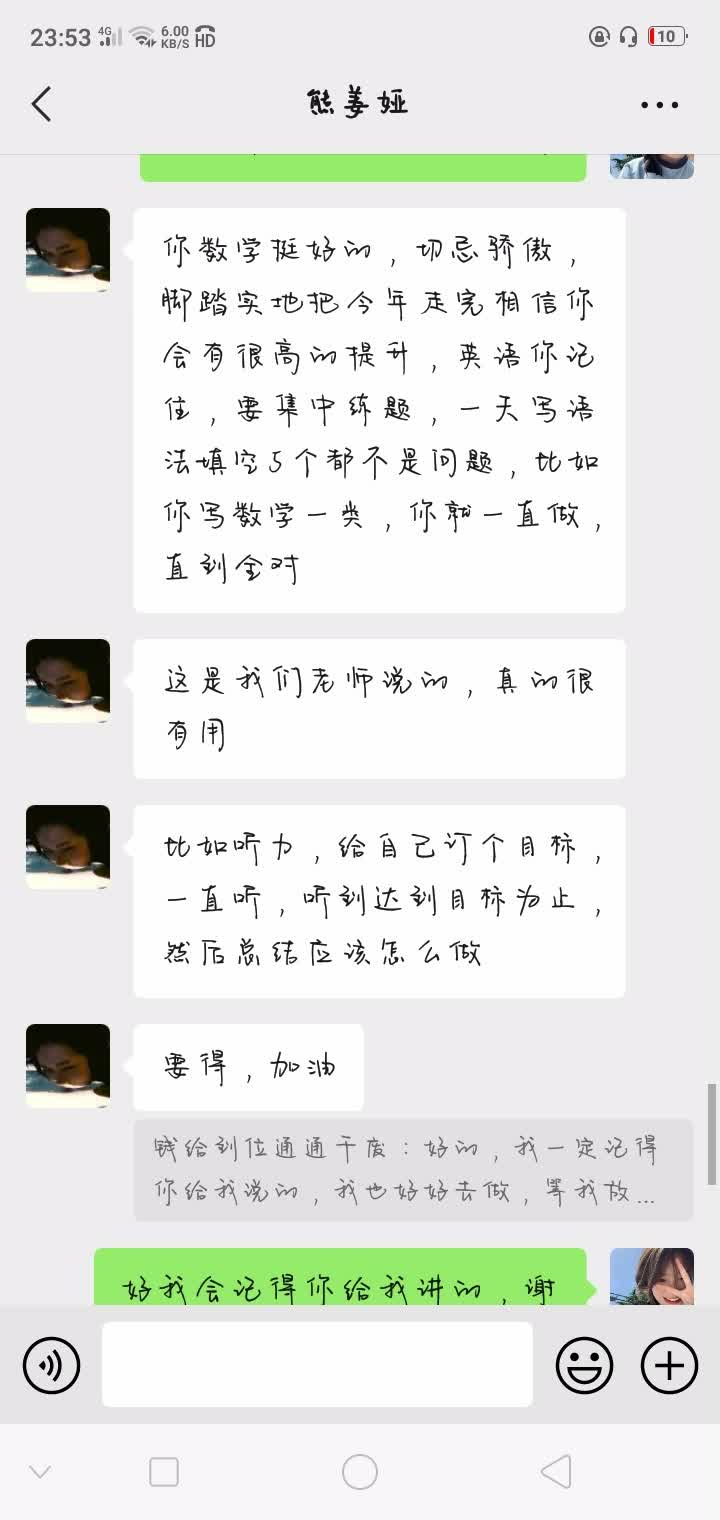 23:53 4G 6.00 KB/S HD 10
熊姜娅
你数学挺好的，切忌骄傲，
脚踏实地把今年走完相信你
会有很高的提升，英语你记
住，要集中练题，一天写语
法填空5个都不是问题，比如
你写数学一类，你就一直做，
直到全对
这是我们老师说的，真的很
有用
比如听力，给自己订个目标，
一直听，听到达到目标为止，
然后总结应该怎么做
要得，加油
钱给到位通通干废：好的，我一定记得
你给我说的，我也好好去做，等我放...
好我会记得你给我讲的，谢